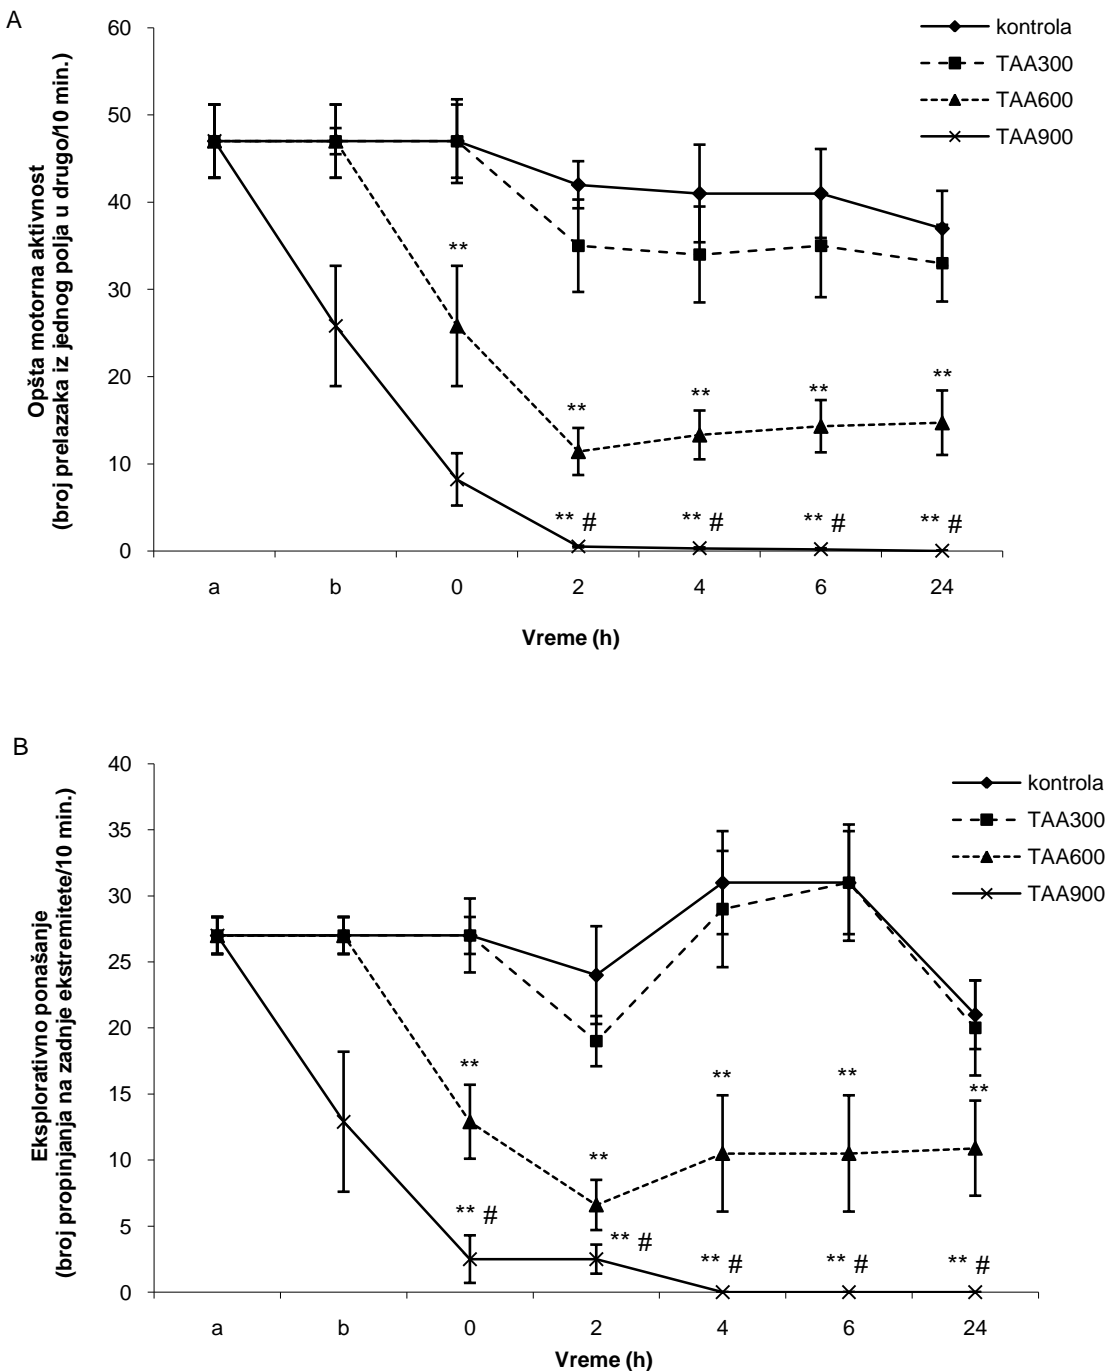 A
60
50
40
30
20
10
0
Opšta motorna aktivnost
(broj prelazaka iz jednog polja u drugo/10 min.)
kontrola
TAA300
TAA600
TAA900
**
**
**
**
**
** #
** #
** #
** #
a b 0 2 4 6 24
Vreme (h)
B
40
35
30
25
20
15
10
5
0
Eksplorativno ponašanje
(broj propinjanja na zadnje ekstremitete/10 min.)
kontrola
TAA300
TAA600
TAA900
**
**
**
**
**
** #
** #
** #
** #
** #
a b 0 2 4 6 24
Vreme (h)